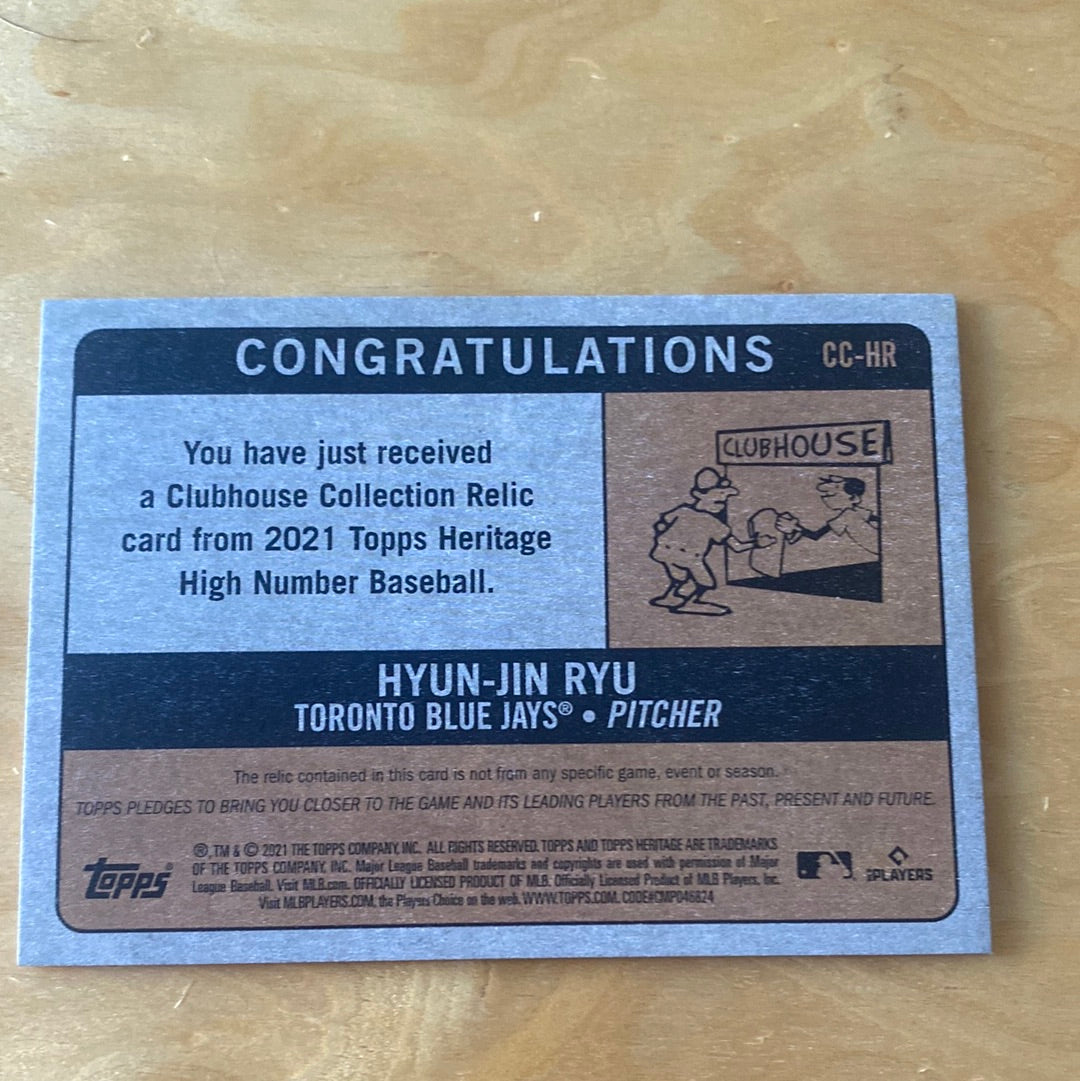 CONGRATULATIONS CC-HR
You have just received
a Clubhouse Collection Relic
card from 2021 Topps Heritage
High Number Baseball.
CLUBHOUSE
HYUN-JIN RYU
TORONTO BLUE JAYS® • PITCHER
The relic contained in this card is not from any specific game, event or season.
TOPPS PLEDGES TO BRING YOU CLOSER TO THE GAME AND ITS LEADING PLAYERS FROM THE PAST, PRESENT AND FUTURE.
®, TM & © 2021 THE TOPPS COMPANY, INC. ALL RIGHTS RESERVED. TOPPS AND TOPPS HERITAGE ARE TRADEMARKS
OF THE TOPPS COMPANY, INC. Major League Baseball trademarks and copyrights are used with permission of Major
League Baseball. Visit MLB.com. OFFICIALLY LICENSED PRODUCT OF MLB. Officially Licensed Product of MLB Players, Inc.
Visit MLBPLAYERS.COM, the Players Choice on the web. WWW.TOPPS.COM. CODE#CMP046824
TOPPS®
PLAYERS